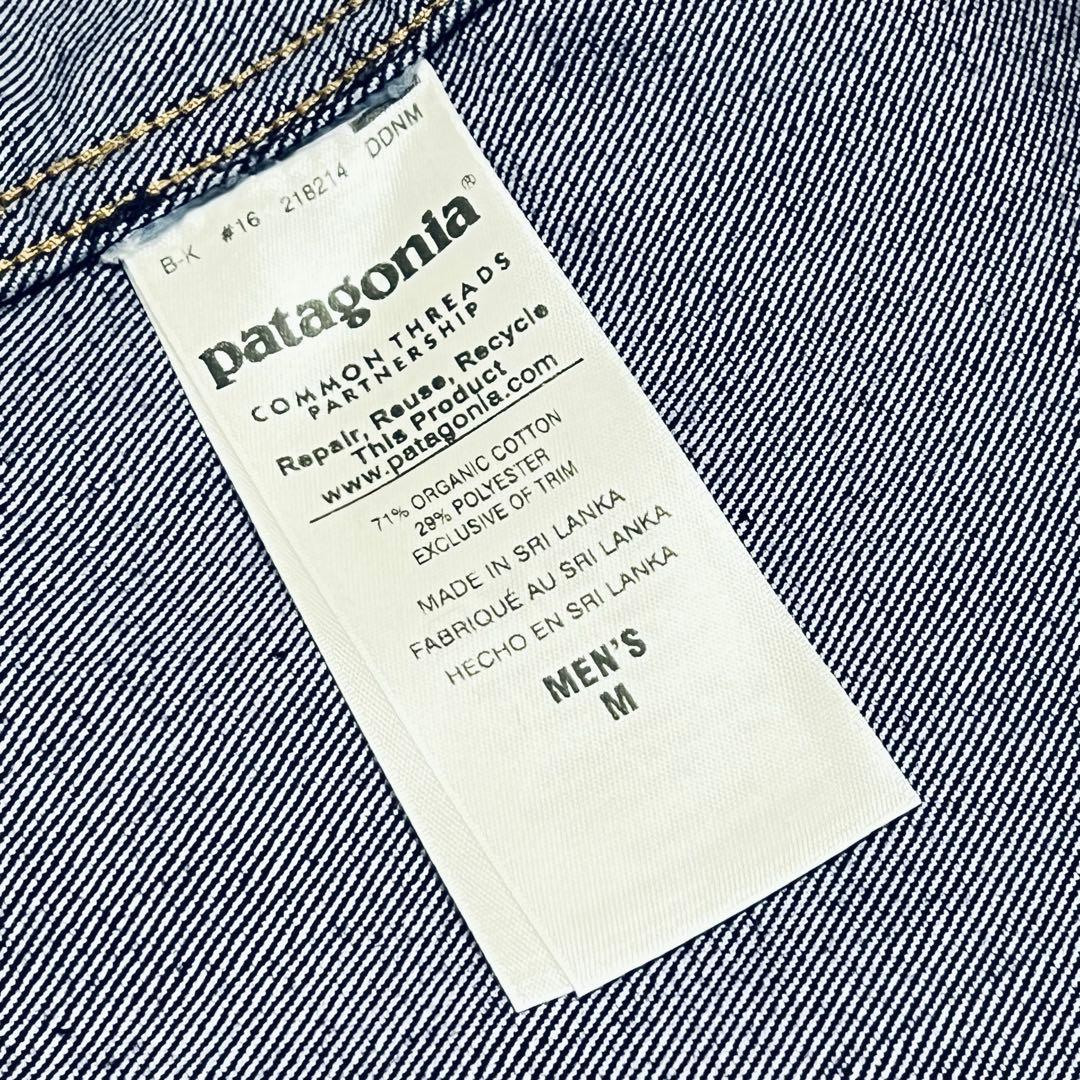 B-K #16 218214 DDNM
patagonia®
COMMON THREADS
PARTNERSHIP
Repair, Reuse, Recycle
This Product
www.patagonia.com
71% ORGANIC COTTON
29% POLYESTER
EXCLUSIVE OF TRIM
MADE IN SRI LANKA
FABRIQUÉ AU SRI LANKA
HECHO EN SRI LANKA
MEN'S
M